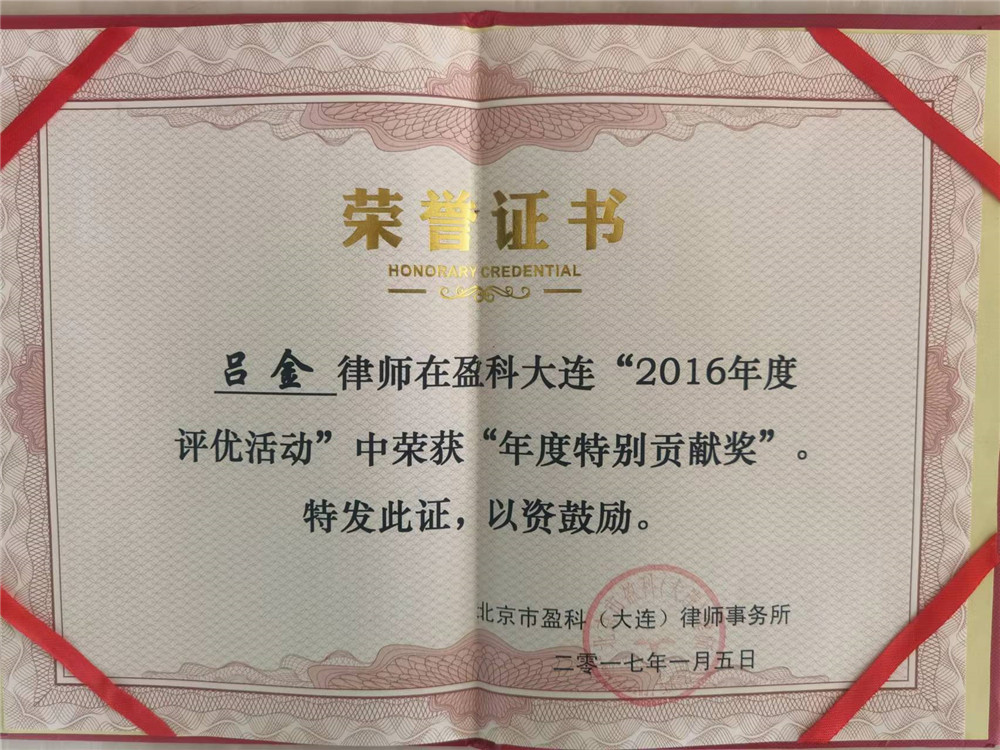 荣誉证书
HONORARY CREDENTIAL
吕金 律师在盈科大连“2016年度
评优活动”中荣获“年度特别贡献奖”。
特发此证，以资鼓励。
北京市盈科（大连）律师事务所
二零一七年一月五日